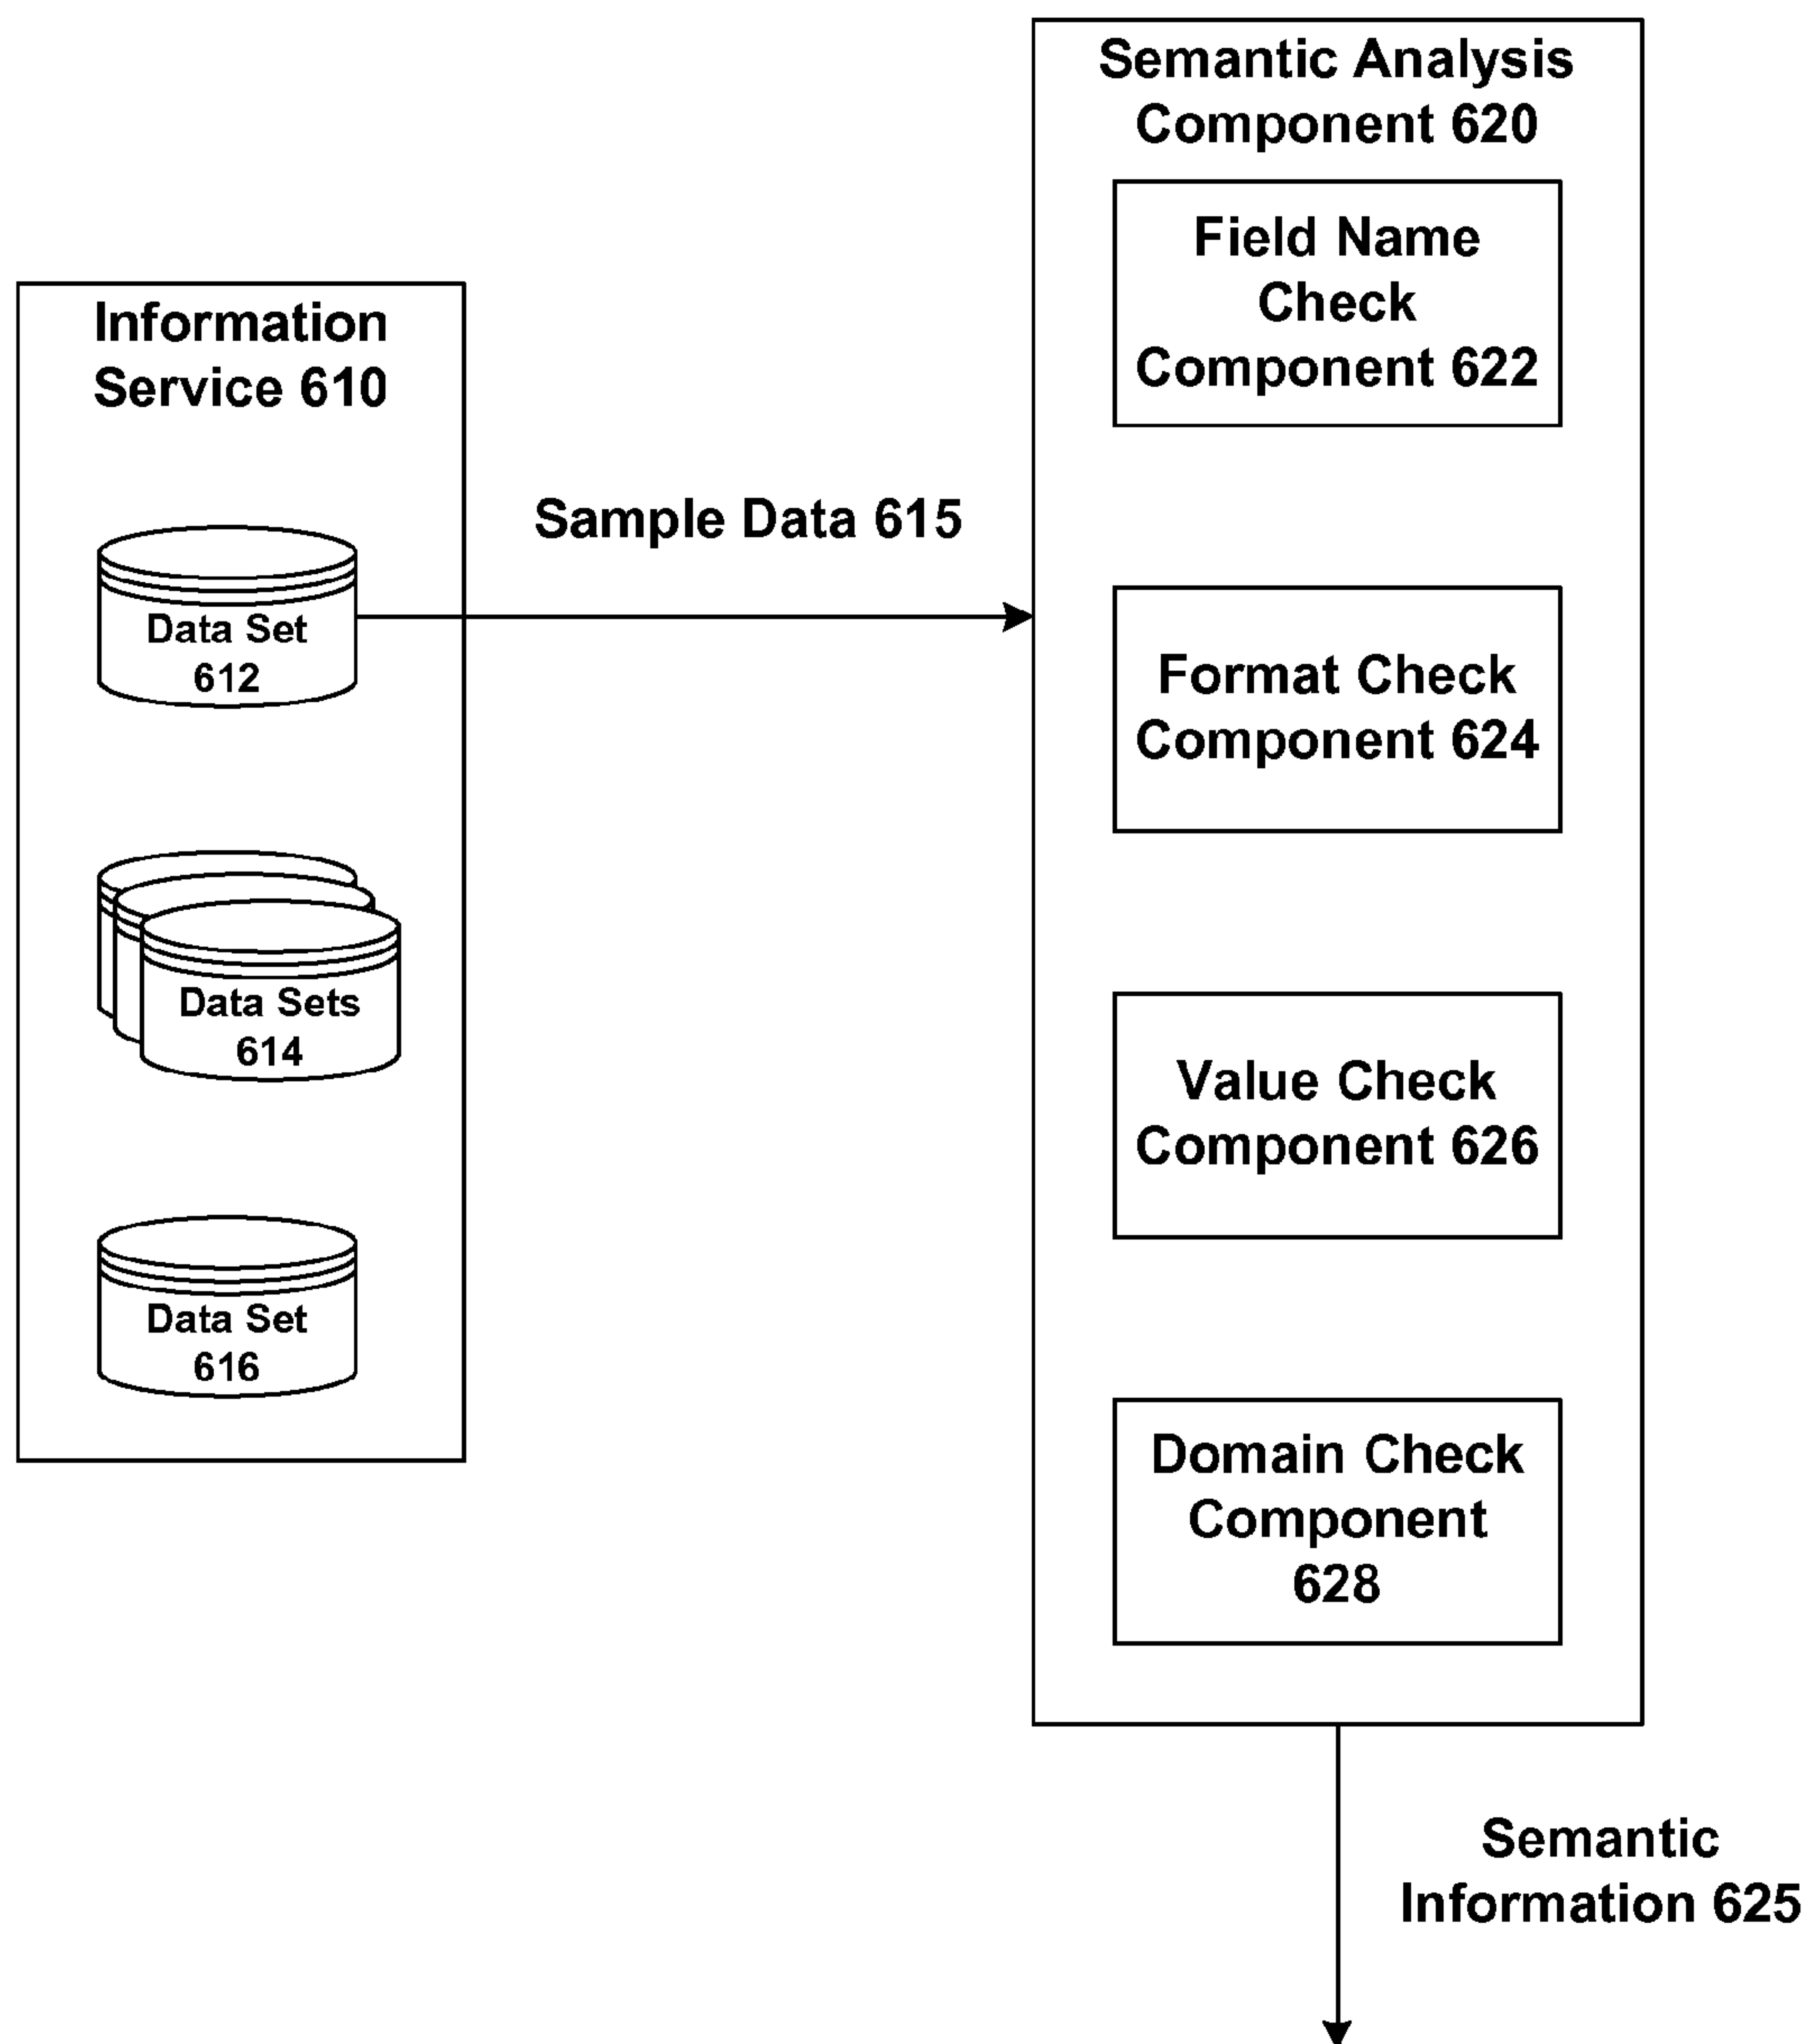 Information
Service 610
Data Set
612
Data Sets
614
Data Set
616
Sample Data 615
Semantic Analysis
Component 620
Field Name
Check
Component 622
Format Check
Component 624
Value Check
Component 626
Domain Check
Component
628
Semantic
Information 625